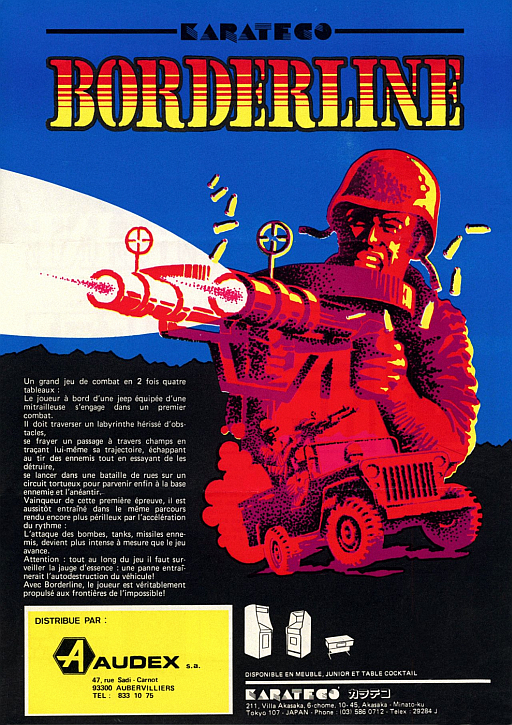 KARATECO
BORDERLINE
Un grand jeu de combat en 2 fois quatre
tableaux :
Le joueur à bord d'une jeep équipée d'une
mitrailleuse s'engage dans un premier
combat.
Il doit traverser un labyrinthe hérissé d'obs-
tacles,
se frayer un passage à travers champs en
traçant lui-même sa trajectoire, échappant
au tir des ennemis tout en essayant de les
détruire,
se lancer dans une bataille de rues sur un
circuit tortueux pour parvenir enfin à la base
ennemie et l'anéantir.
Vainqueur de cette première épreuve, il est
aussitôt entraîné dans le même parcours
rendu encore plus périlleux par l'accélération
du rythme :
L'attaque des bombes, tanks, missiles enne-
mis, devient plus intense à mesure que le jeu
avance.
Attention : tout au long du jeu il faut sur-
veiller la jauge d'essence : une panne entraî-
nerait l'autodestruction du véhicule!
Avec Borderline, le joueur est véritablement
propulsé aux frontières de l'impossible!
DISTRIBUE PAR :
A AUDEX s.a.
47, rue Sadi - Carnot
93300 AUBERVILLIERS
TEL : 833 10 75
DISPONIBLE EN MEUBLE, JUNIOR ET TABLE COCKTAIL
KARATECO カラテコ
211, Villa Akasaka, 6-chome, 10-45, Akasaka - Minato-ku
Tokyo 107 - JAPAN - Phone : (03) 586 0712 - Telex : 29284 J